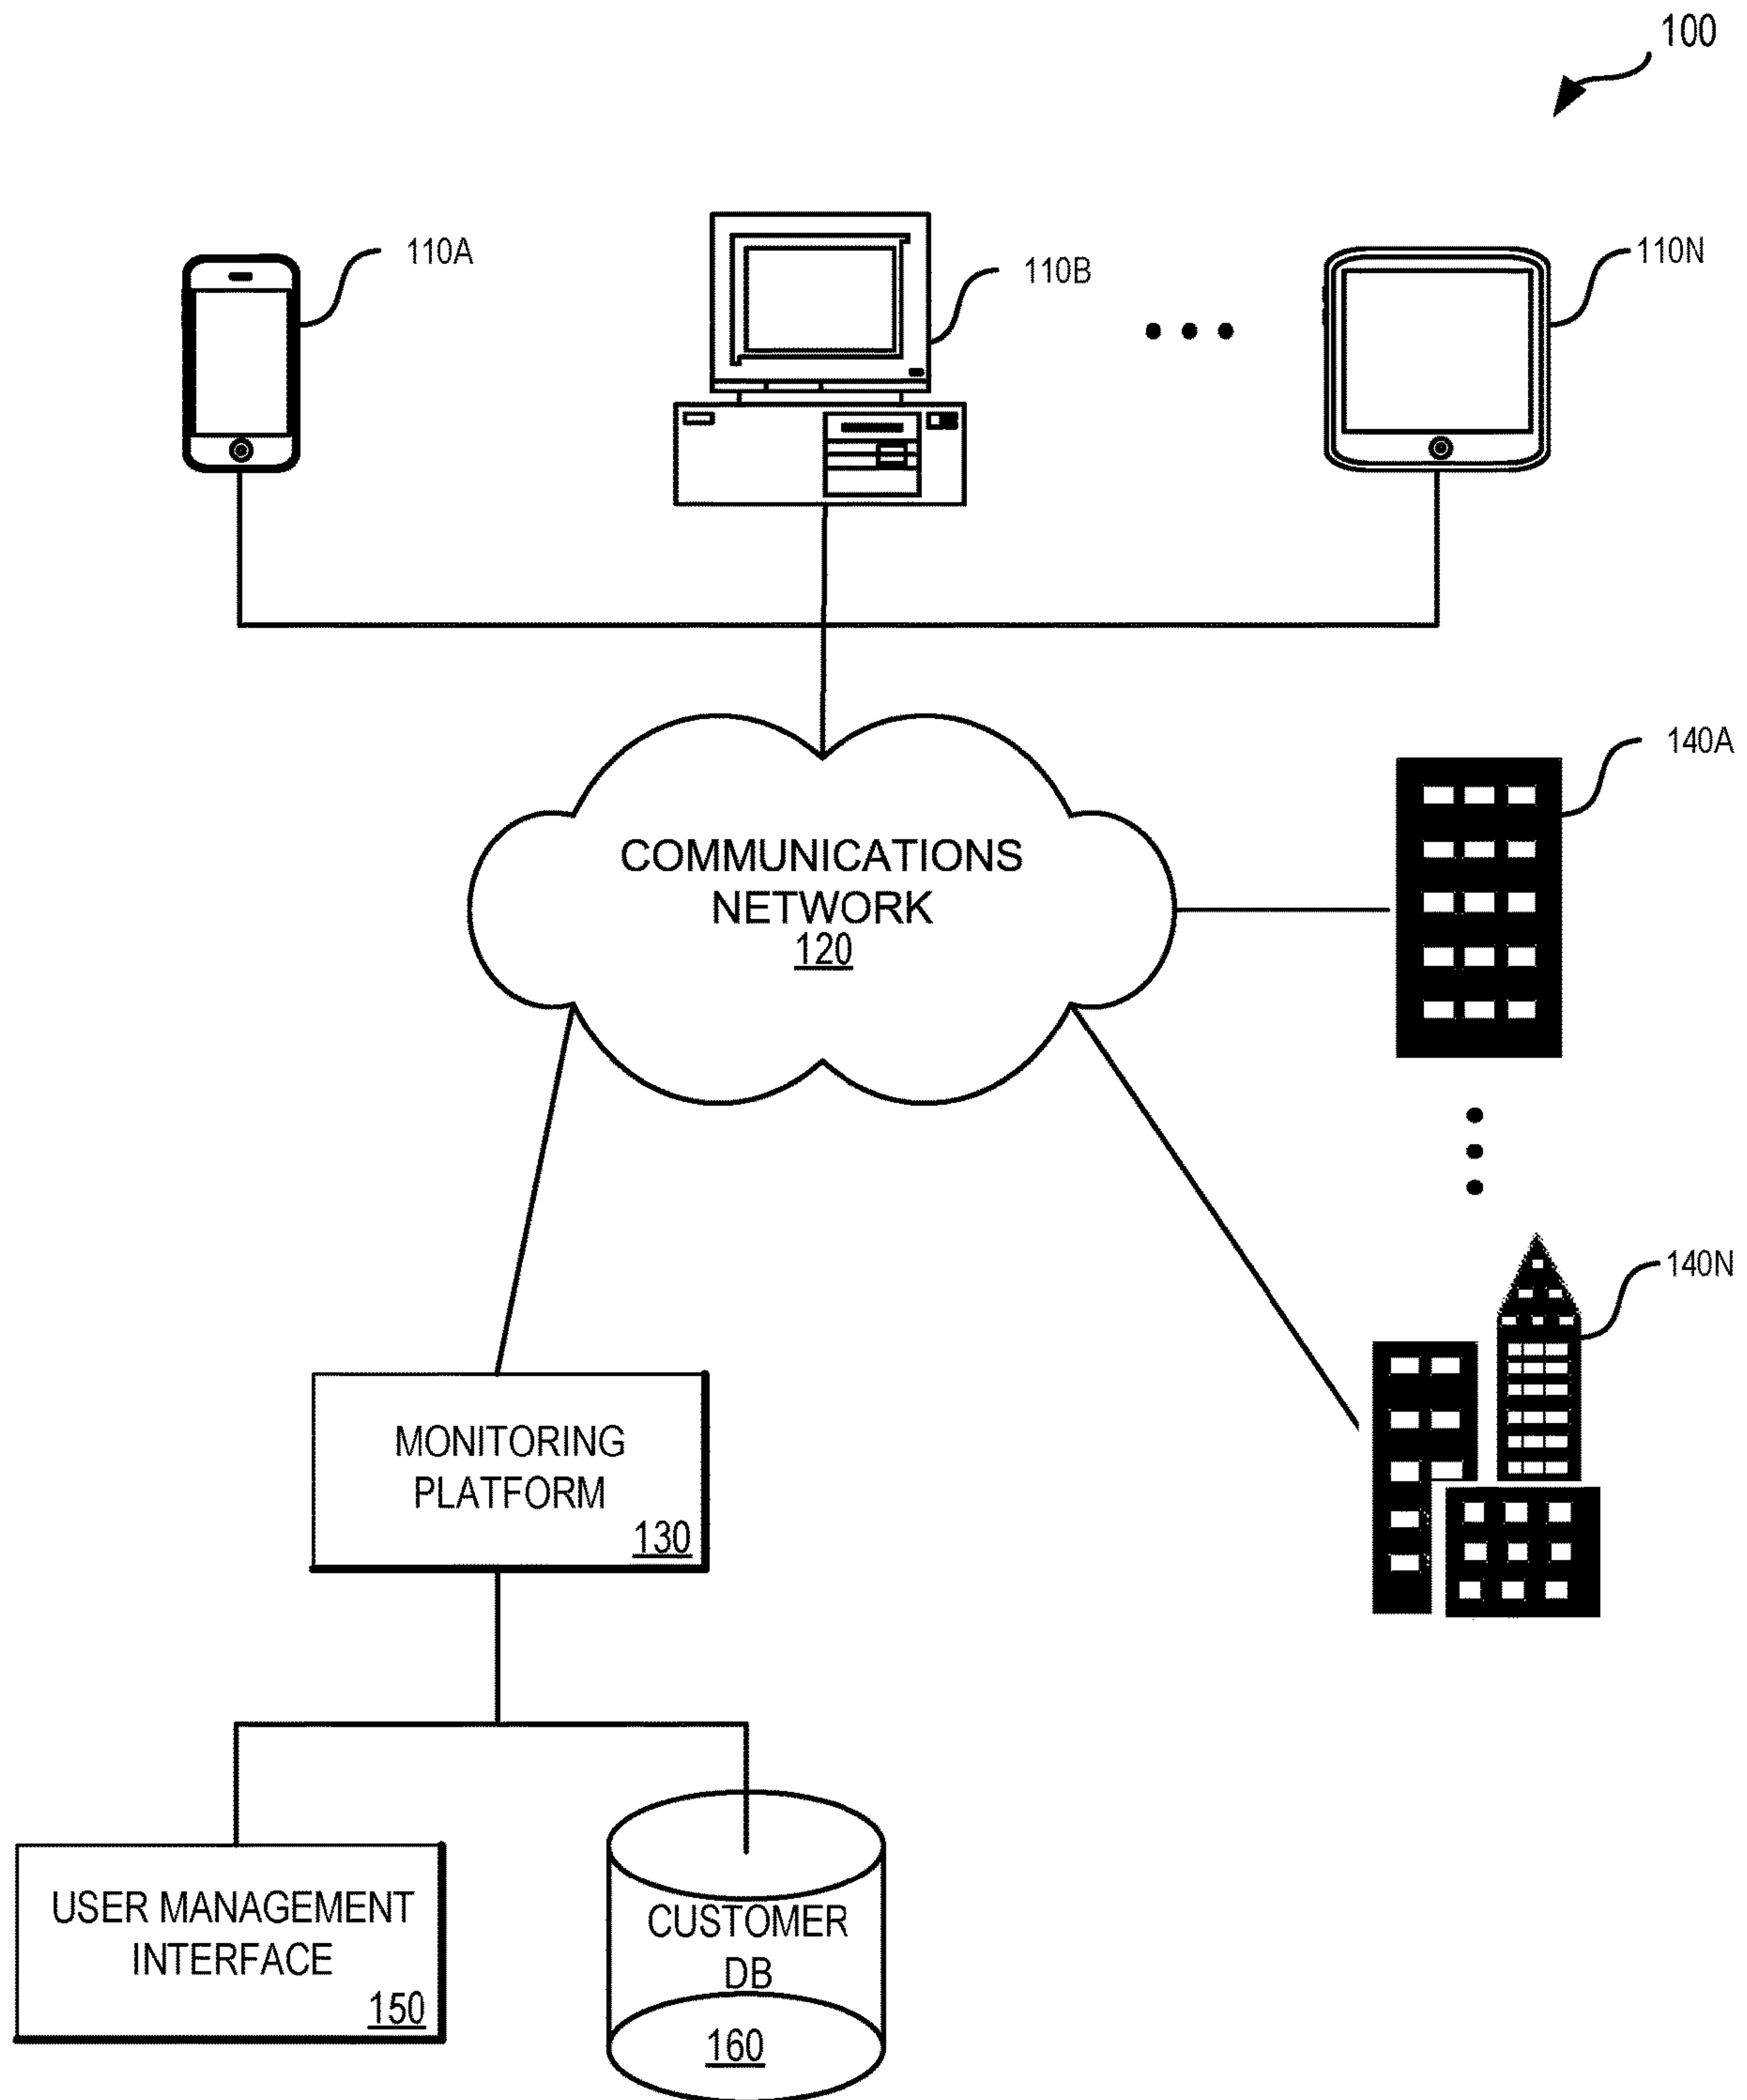 100
110A
110B
110N
140A
COMMUNICATIONS
NETWORK
120
140N
MONITORING
PLATFORM
130
USER MANAGEMENT
INTERFACE
150
CUSTOMER
DB
160